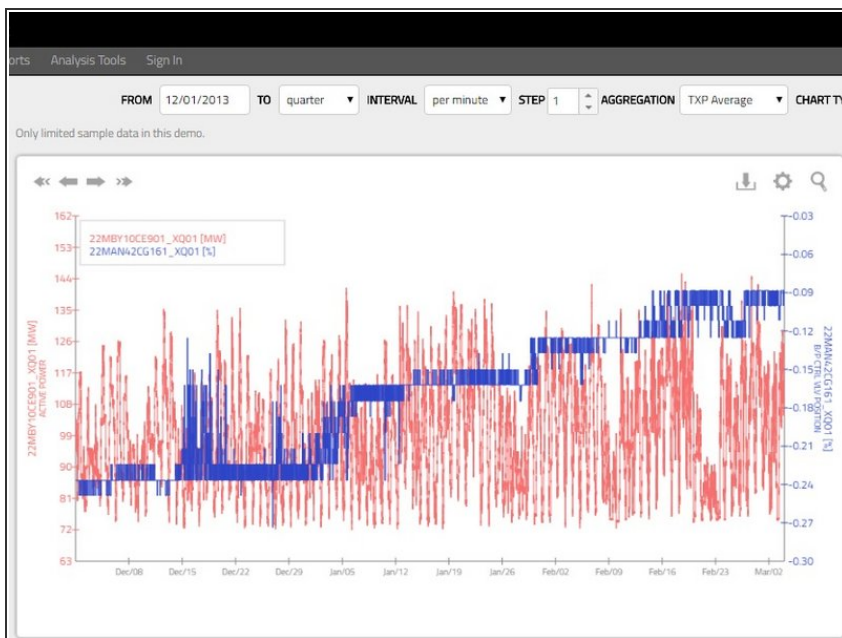 orts Analysis Tools Sign In
FROM 12/01/2013 TO quarter INTERVAL per minute STEP 1 AGGREGATION TXP Average CHART TY
Only limited sample data in this demo.
22MBY10CE901_XQ01 [MW]
22MAN42CG161_XQ01 [%]
162
153
144
135
126
117
108
99
90
81
72
63
22MBY10CE901_XQ01 [MW]
ACTIVE POWER
-0.03
-0.06
-0.09
-0.12
-0.15
-0.18
-0.21
-0.24
-0.27
-0.30
22MAN42CG161_XQ01 [%]
B/P CTRL VLV POSITION
Dec/08 Dec/15 Dec/22 Dec/29 Jan/05 Jan/12 Jan/19 Jan/26 Feb/02 Feb/09 Feb/16 Feb/23 Mar/02